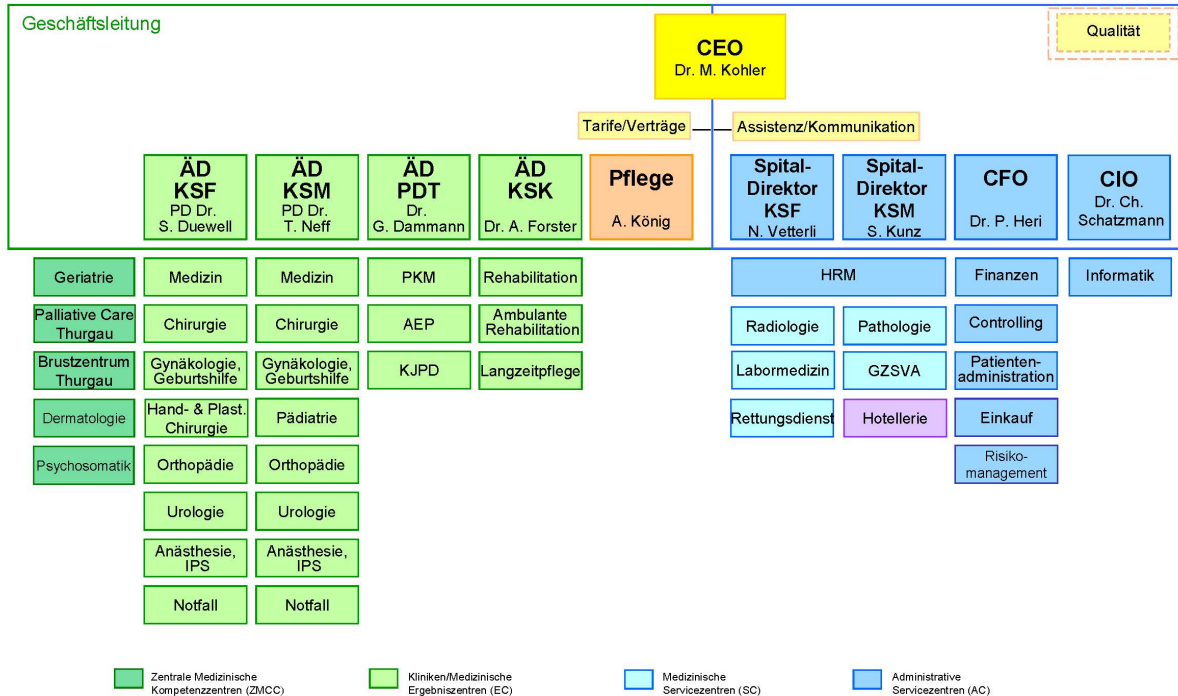 Geschäftsleitung
CEO
Dr. M. Kohler
Qualität
Tarife/Verträge
Assistenz/Kommunikation
ÄD
KSF
PD Dr.
S. Duewell
ÄD
KSM
PD Dr.
T. Neff
ÄD
PDT
Dr.
G. Dammann
ÄD
KSK
Dr. A. Forster
Pflege
A. König
Spital-
Direktor
KSF
N. Vetterli
Spital-
Direktor
KSM
S. Kunz
CFO
Dr. P. Heri
CIO
Dr. Ch.
Schatzmann
Geriatrie
Medizin
Medizin
PKM
Rehabilitation
HRM
Finanzen
Informatik
Palliative Care
Thurgau
Chirurgie
Chirurgie
AEP
Ambulante
Rehabilitation
Radiologie
Pathologie
Controlling
Brustzentrum
Thurgau
Gynäkologie,
Geburtshilfe
Gynäkologie,
Geburtshilfe
KJPD
Langzeitpflege
Labormedizin
GZSVA
Patienten-
administration
Dermatologie
Hand- & Plast.
Chirurgie
Pädiatrie
Rettungsdienst
Hotellerie
Einkauf
Psychosomatik
Orthopädie
Orthopädie
Risiko-
management
Urologie
Urologie
Anästhesie,
IPS
Anästhesie,
IPS
Notfall
Notfall
Zentrale Medizinische
Kompetenzzentren (ZMCC)
Kliniken/Medizinische
Ergebniszentren (EC)
Medizinische
Servicezentren (SC)
Administrative
Servicezentren (AC)